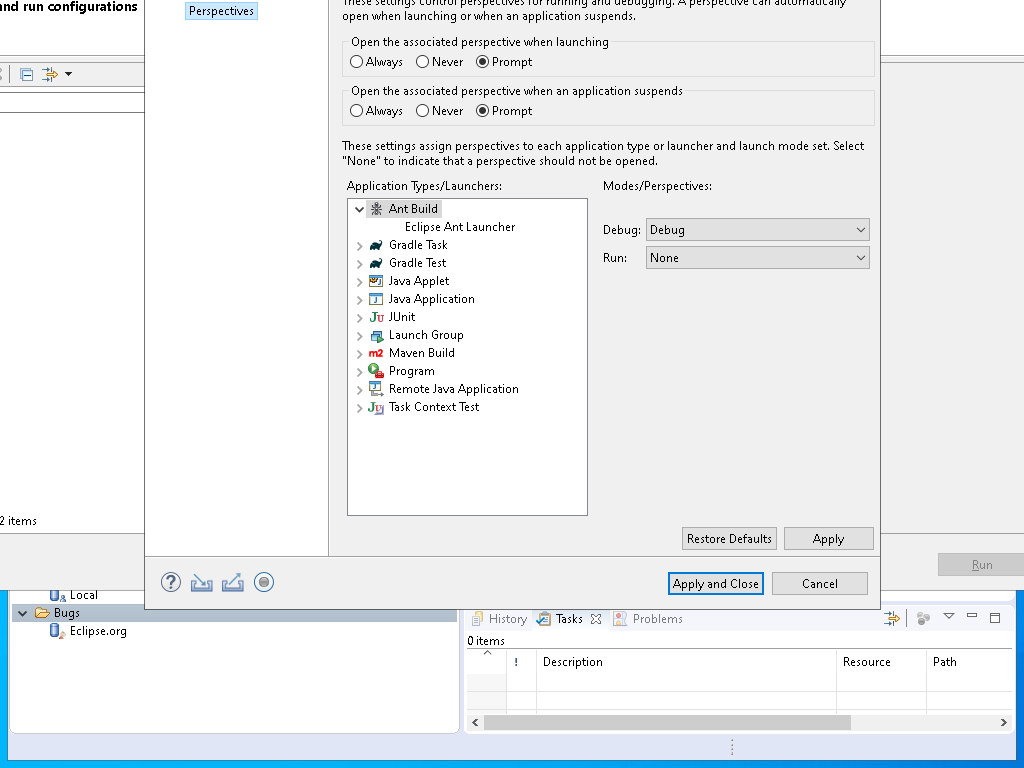 and run configurations
Perspectives
These settings control perspectives for running and debugging. A perspective can automatically
open when launching or when an application suspends.
Open the associated perspective when launching
Always Never Prompt
Open the associated perspective when an application suspends
Always Never Prompt
These settings assign perspectives to each application type or launcher and launch mode set. Select
"None" to indicate that a perspective should not be opened.
Application Types/Launchers:
Modes/Perspectives:
Ant Build
Eclipse Ant Launcher
Gradle Task
Gradle Test
Java Applet
Java Application
JUnit
Launch Group
Maven Build
Program
Remote Java Application
Task Context Test
Debug: Debug
Run: None
2 items
Restore Defaults Apply
Apply and Close Cancel
Run
Local
Bugs
Eclipse.org
History Tasks Problems
0 items
! Description Resource Path